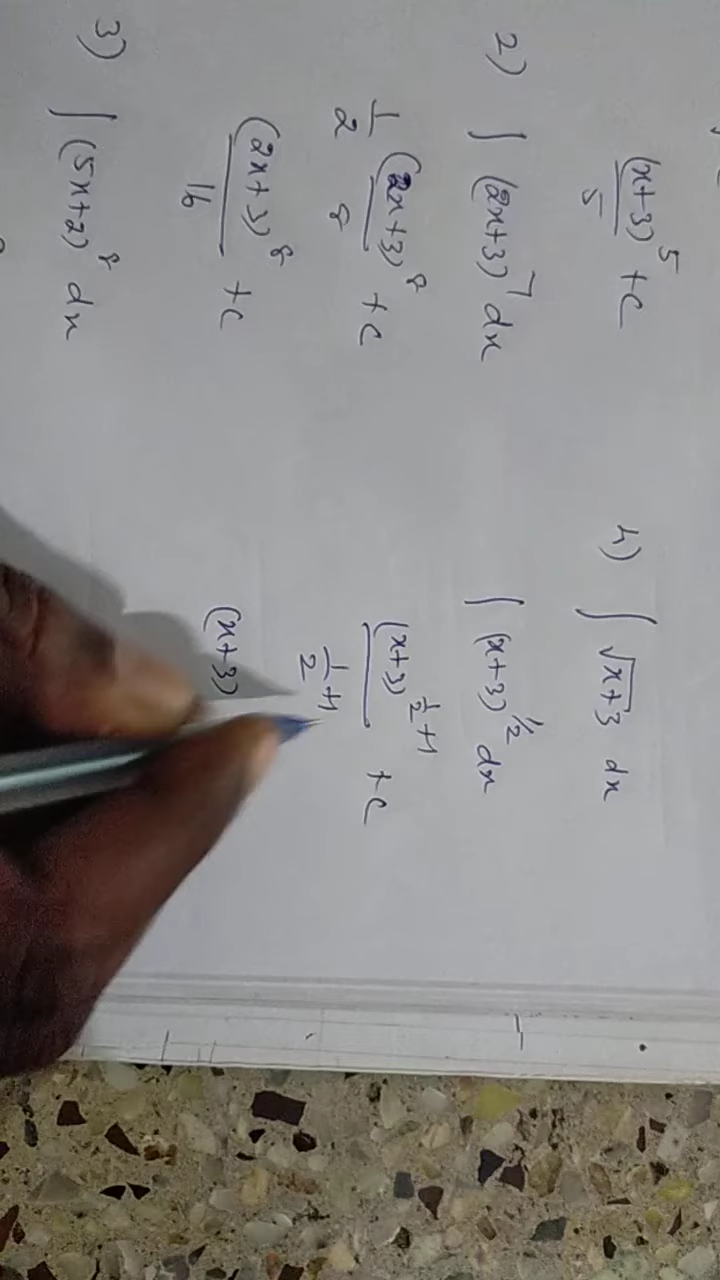 (x+3)^5/5 +c
2) ∫ (2x+3)^7 dx
1/2 (2x+3)^8/8 +c
(2x+3)^8/16 +c
3) ∫ (5x+2)^8 dx
4) ∫ √x+3 dx
∫ (x+3)^1/2 dx
(x+3)^1/2+1 / 1/2+1 +c
(x+3)